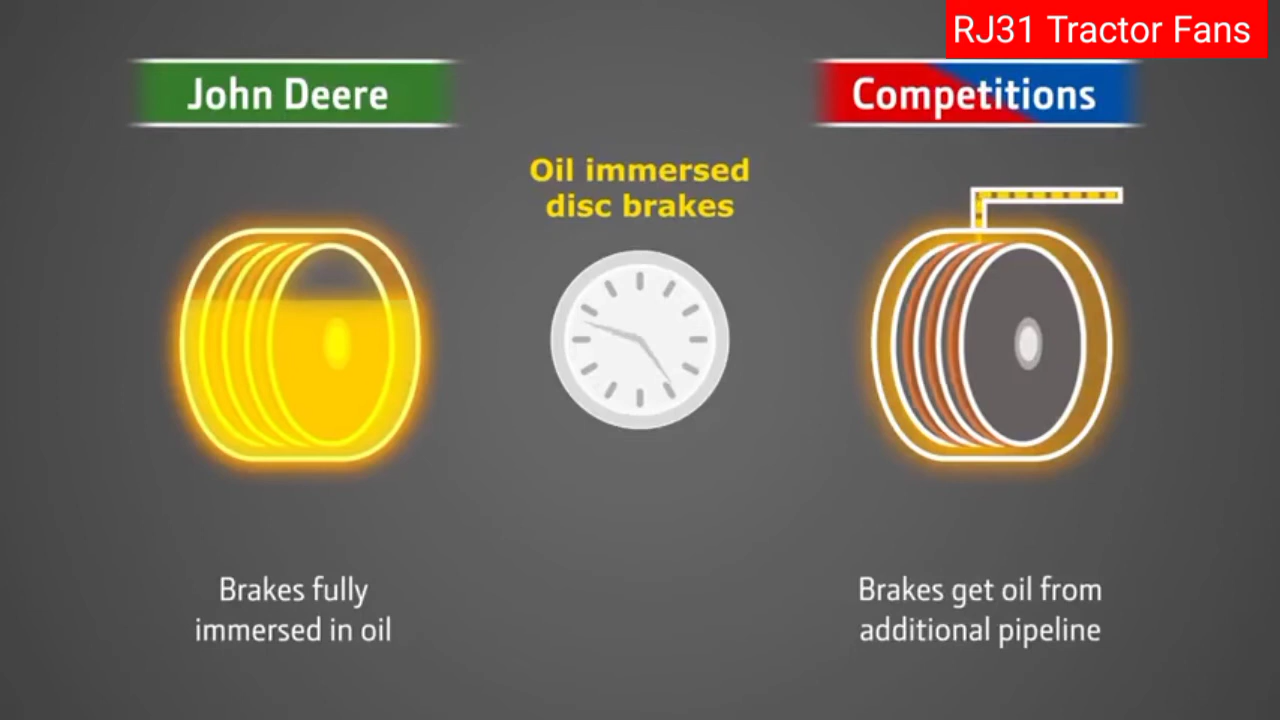 RJ31 Tractor Fans
John Deere
Competitions
Oil immersed
disc brakes
Brakes fully
immersed in oil
Brakes get oil from
additional pipeline